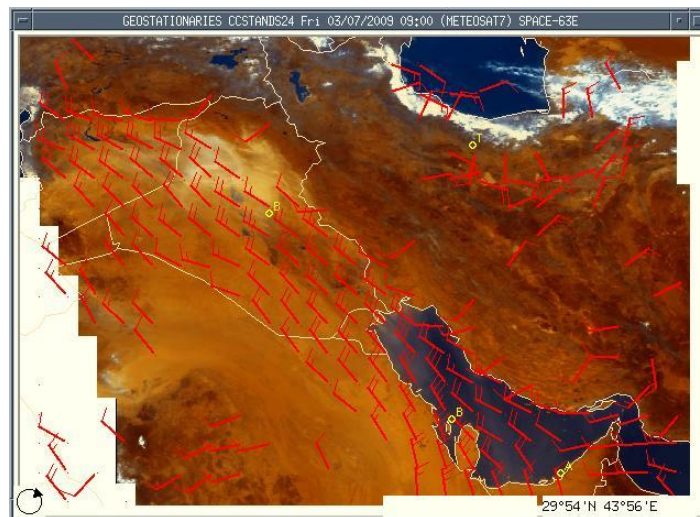 GEOSTATIONARIES CCSTANDS24 Fri 03/07/2009 09:00 (METEOSAT7) SPACE-63E
T
B
B
A
29°54'N 43°56'E